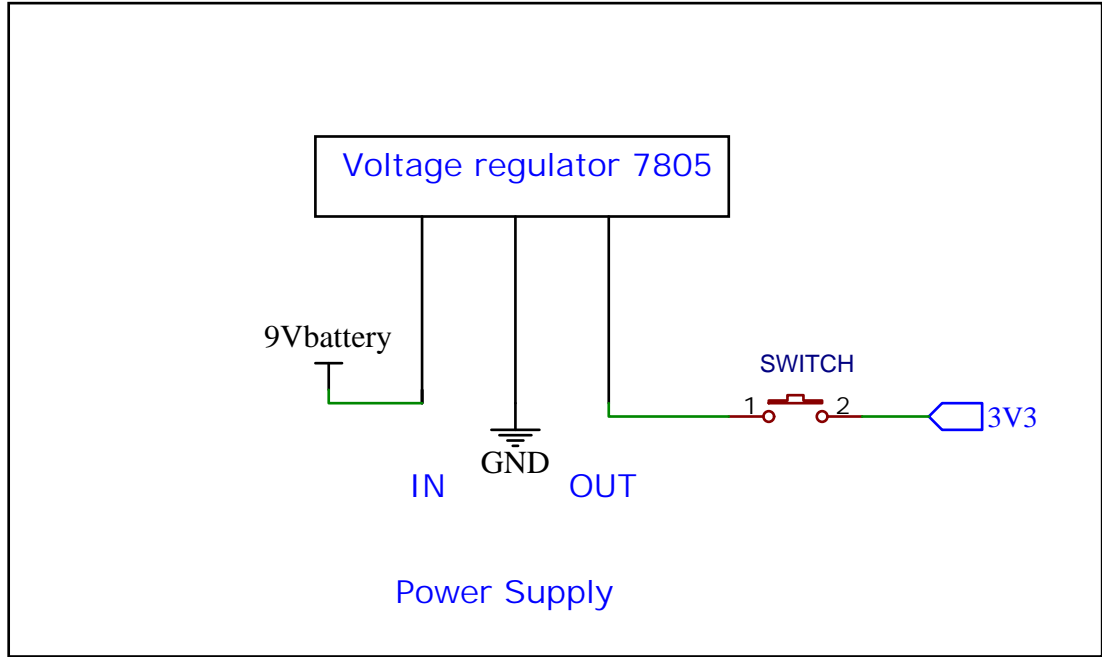 Voltage regulator 7805
9Vbattery
SWITCH
1 2
3V3
GND
IN OUT
Power Supply